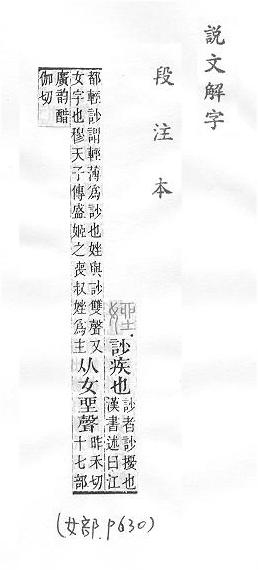 說文解字
段注本
訬疾也
訬者訬擾也
漢書述曰江
都輕訬謂輕薄爲訬也㛗與訬雙聲又
女字也穆天子傳盛姬之喪叔㛗爲主
从女𡋲聲
昨禾切
十七部
廣韵醋
伽切
(女部.P630)